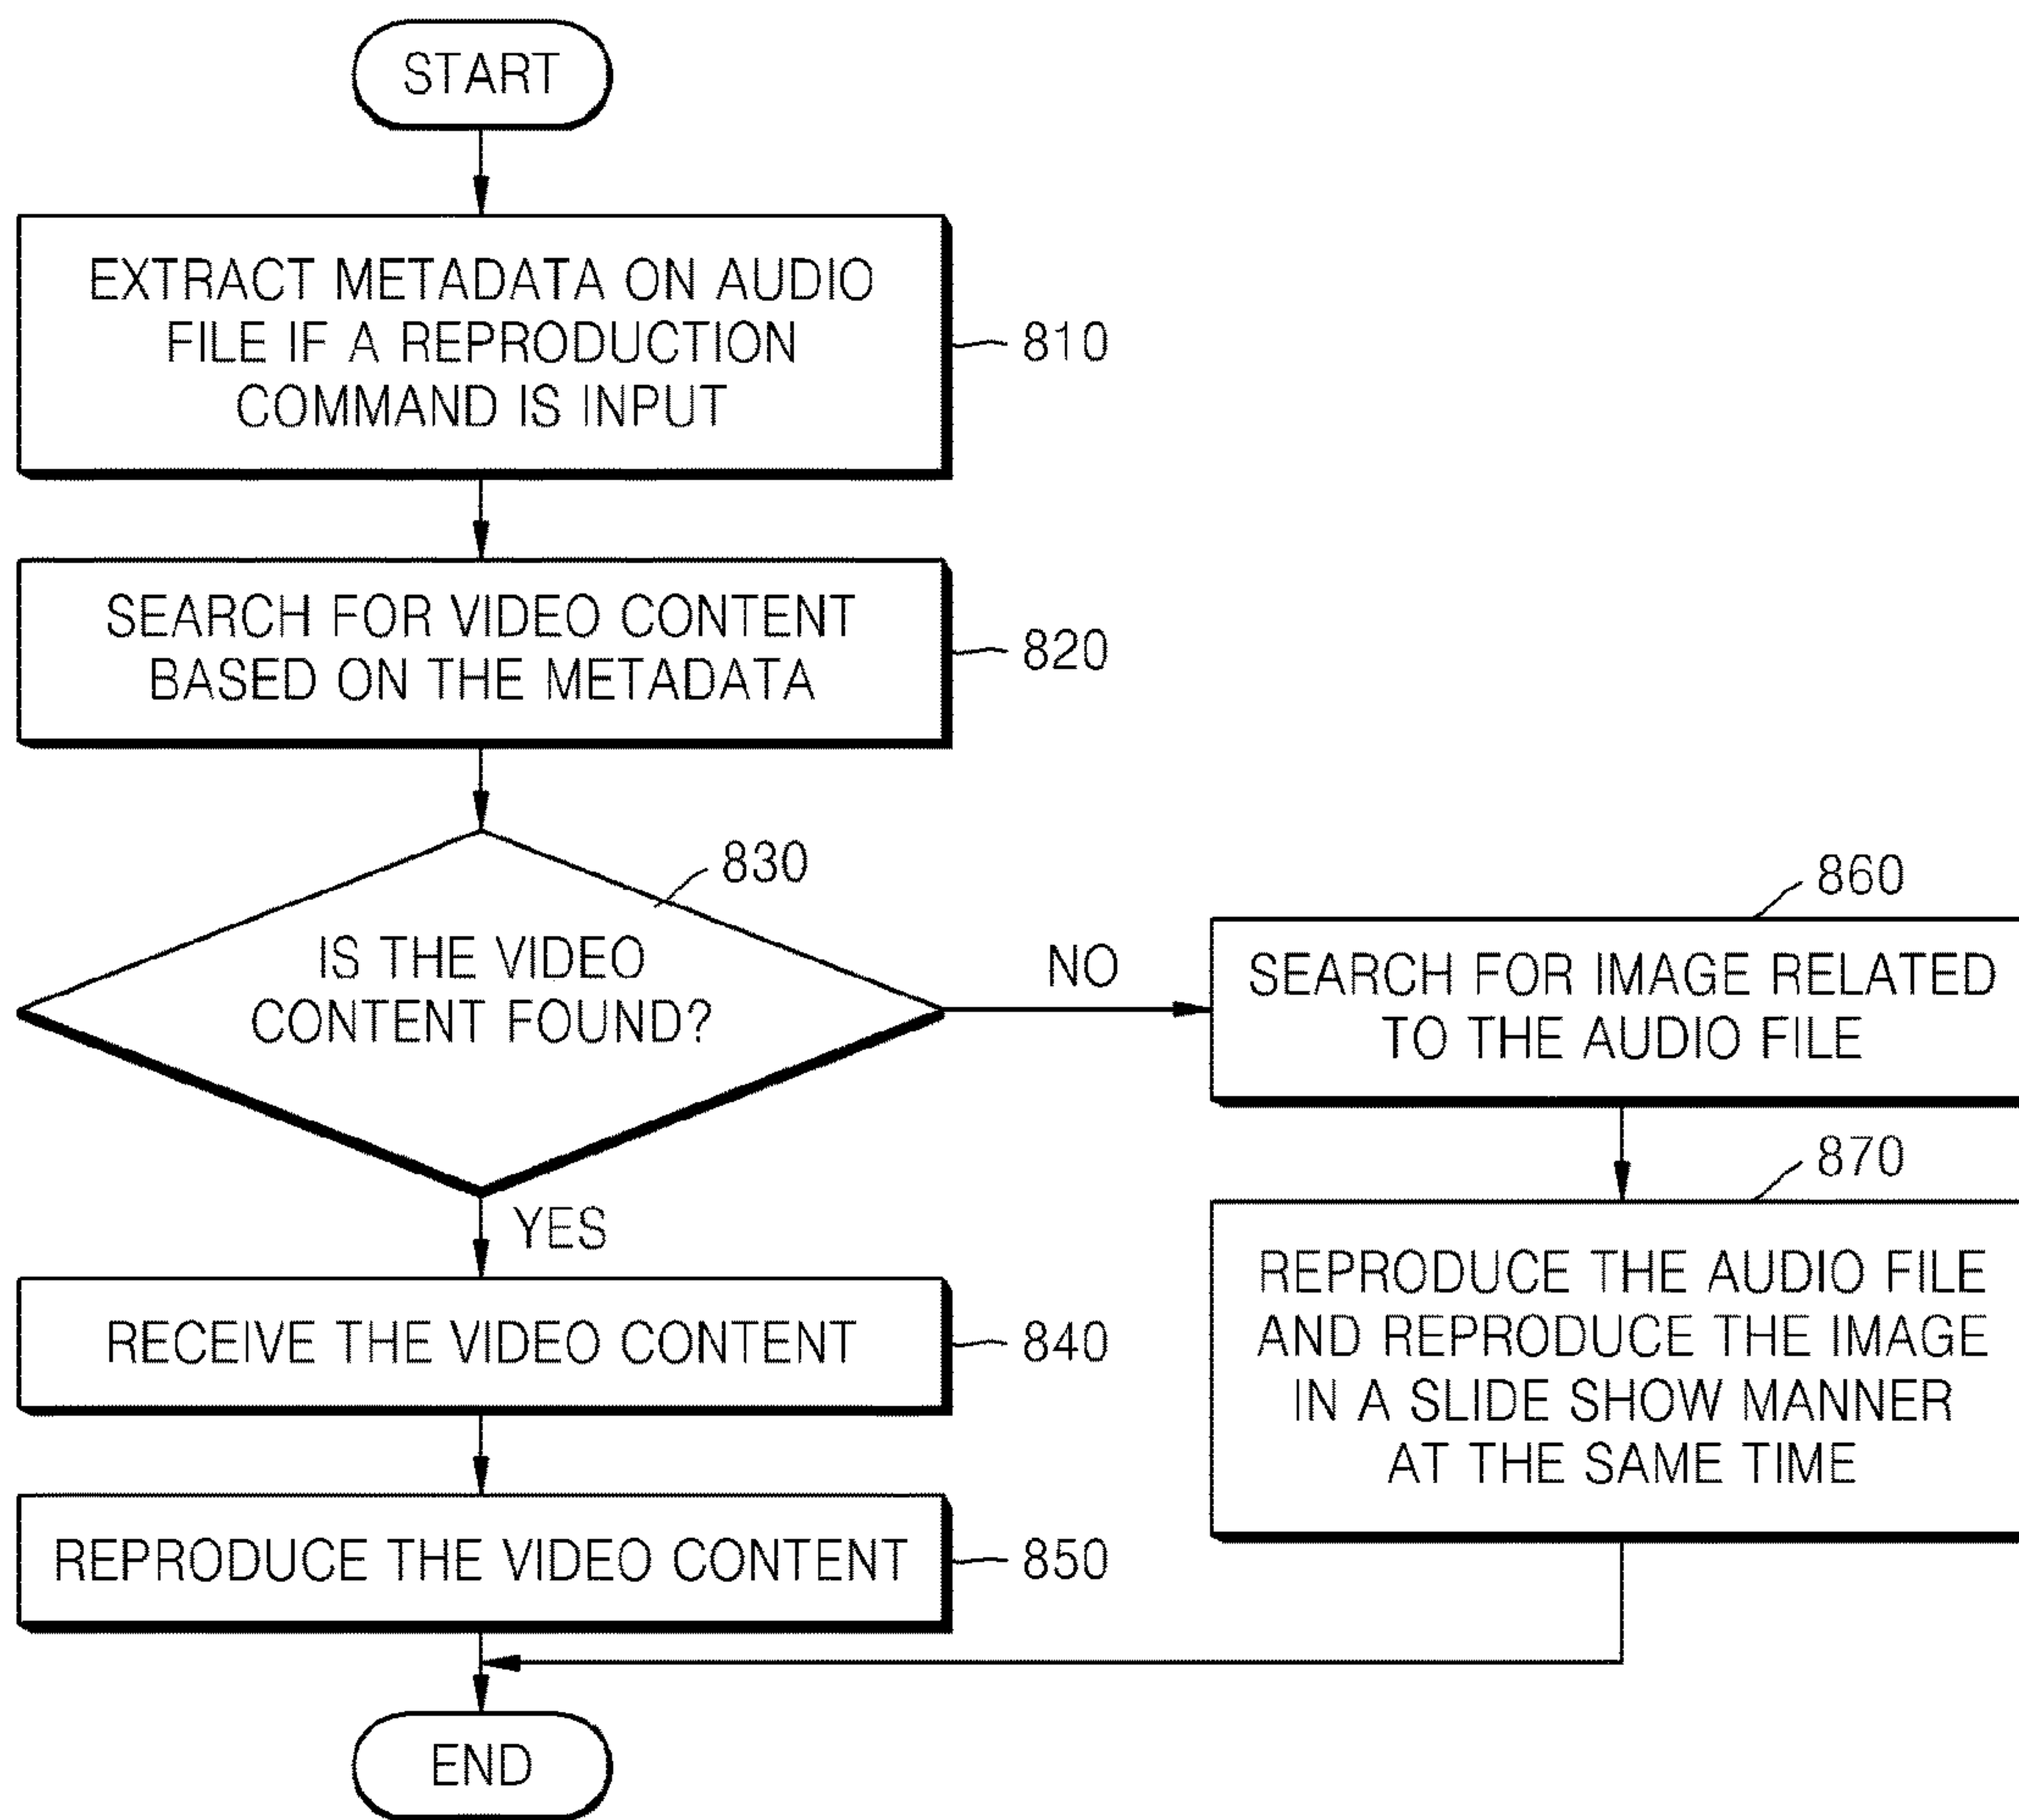 START
EXTRACT METADATA ON AUDIO
FILE IF A REPRODUCTION
COMMAND IS INPUT
810
SEARCH FOR VIDEO CONTENT
BASED ON THE METADATA
820
830
IS THE VIDEO
CONTENT FOUND?
NO
YES
860
SEARCH FOR IMAGE RELATED
TO THE AUDIO FILE
870
REPRODUCE THE AUDIO FILE
AND REPRODUCE THE IMAGE
IN A SLIDE SHOW MANNER
AT THE SAME TIME
RECEIVE THE VIDEO CONTENT
840
REPRODUCE THE VIDEO CONTENT
850
END